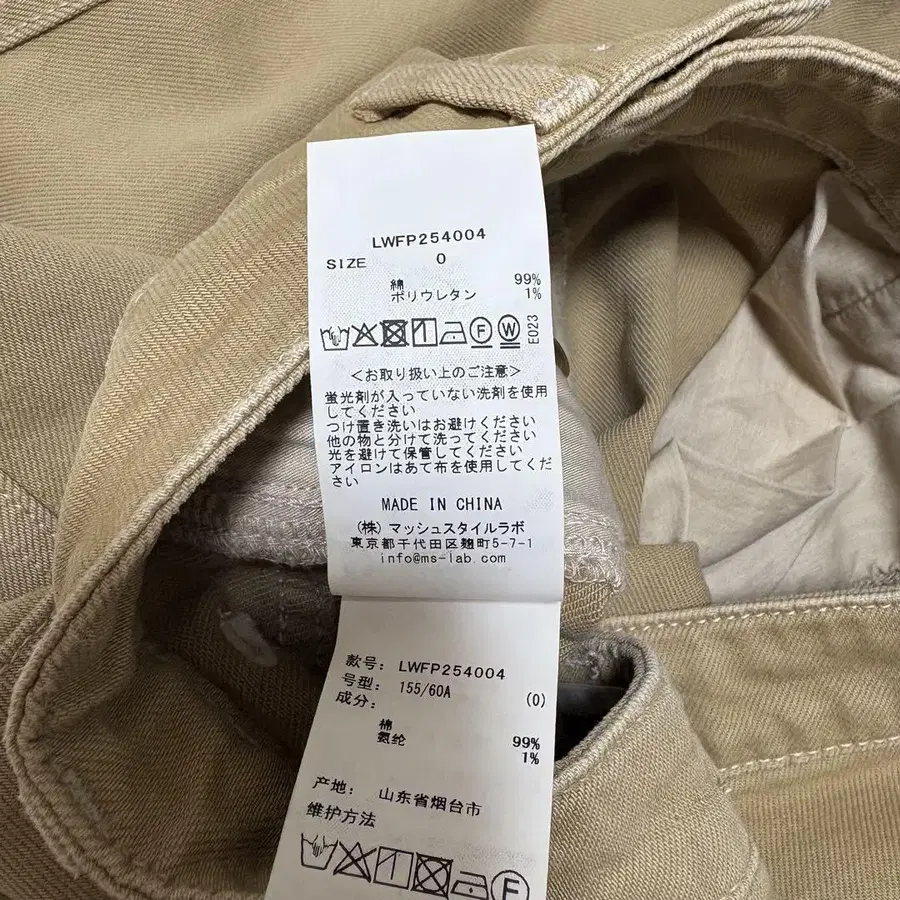 LWFP254004
SIZE 0
綿 99%
ポリウレタン 1%
F W E023
<お取り扱い上のご注意>
蛍光剤が入っていない洗剤を使用
してください
つけ置き洗いはお避けください
他の物と分けて洗ってください
光を避けて保管してください
アイロンはあて布を使用してくだ
さい
MADE IN CHINA
(株) マッシュスタイルラボ
東京都千代田区麹町5-7-1
info@ms-lab.com
款号: LWFP254004
号型: 155/60A (0)
成分:
棉 99%
氨纶 1%
产地: 山东省烟台市
维护方法
F